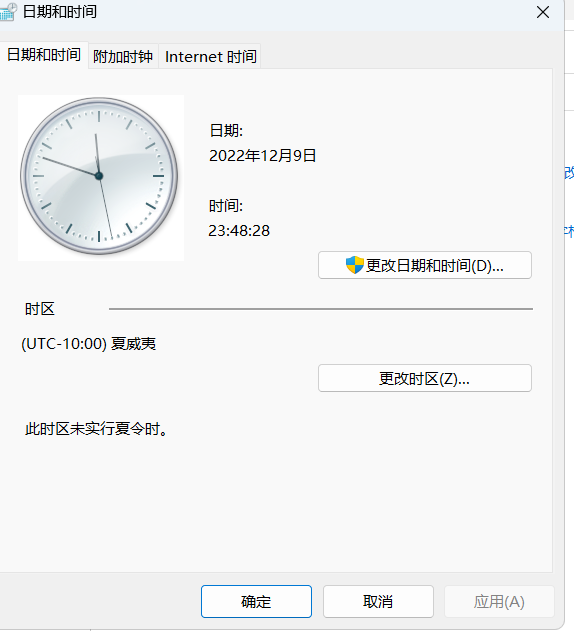 日期和时间
日期和时间 附加时钟 Internet 时间
日期:
2022年12月9日
时间:
23:48:28
更改日期和时间(D)...
时区
(UTC-10:00) 夏威夷
更改时区(Z)...
此时区未实行夏令时。
确定 取消 应用(A)